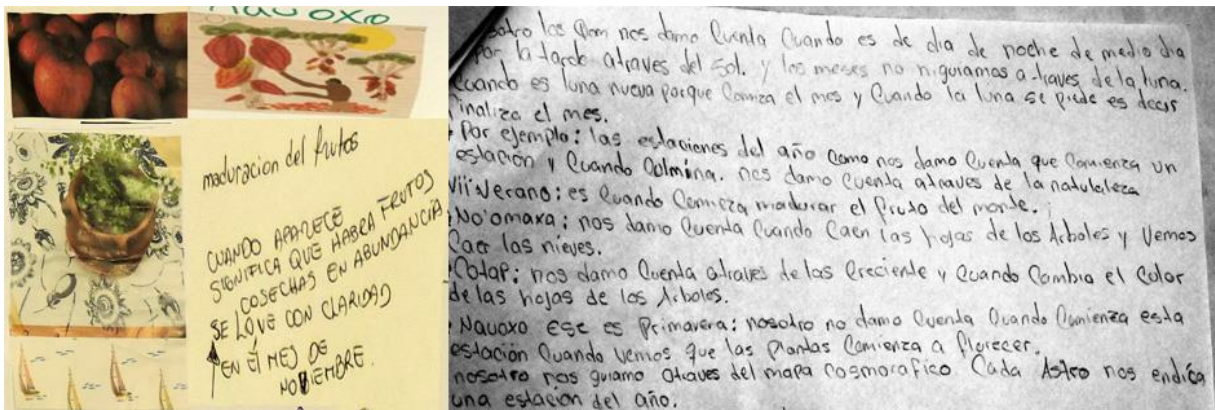 Nauoxo
maduracion del frutos
CUANDO APARECE
SIGNIFICA QUE HABRA FRUTOS
COSECHAS EN ABUNDANCIA
SE LOVE CON CLARIDAD
EN EL MES DE
NOVIEMBRE.
los Qom nos damo Cuenta Cuando es de dia de noche de medio dia
Por la tarde atraves del Sol. y los meses no niguiamos a traves de la luna.
Cuando es luna nueva porque Comiza el mes y Cuando la luna se piede es decir
Finaliza el mes.
Por ejemplo: las estaciones del año Como nos damo Cuenta que Comienza un
estación y Cuando Colmina. nos damo Cuenta atraves de la natulaleza
Vii: Verano: es Cuando Comieza madurar el fruto del monte.
No'omaxa: nos damo Cuenta Cuando Caen las hojas de los Arboles y Vemos
Caer las nieves.
Cotap: nos damo Cuenta atraves de las Creciente y Cuando Cambia el Color
de las hojas de los Arboles.
Nauoxo ese es Primavera: nosotro no damo Cuenta Cuando Comienza esta
estación Cuando Vemos que las Plantas Comienza a florecer.
nosotro nos guiamo atraves del mapa Cosmorafico Cada Astro nos endica
una estación del año.